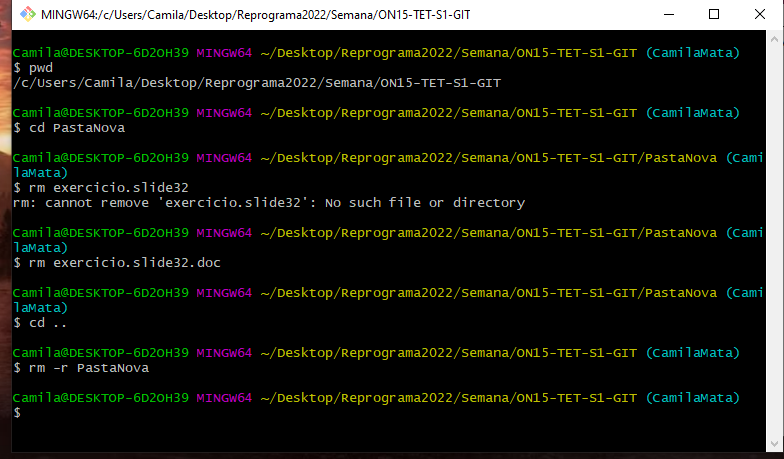 MINGW64:/c/Users/Camila/Desktop/Reprograma2022/Semana/ON15-TET-S1-GIT
Camila@DESKTOP-6D2OH39 MINGW64 ~/Desktop/Reprograma2022/Semana/ON15-TET-S1-GIT (CamilaMata)
$ pwd
/c/Users/Camila/Desktop/Reprograma2022/Semana/ON15-TET-S1-GIT
Camila@DESKTOP-6D2OH39 MINGW64 ~/Desktop/Reprograma2022/Semana/ON15-TET-S1-GIT (CamilaMata)
$ cd PastaNova
Camila@DESKTOP-6D2OH39 MINGW64 ~/Desktop/Reprograma2022/Semana/ON15-TET-S1-GIT/PastaNova (Cami
laMata)
$ rm exercicio.slide32
rm: cannot remove 'exercicio.slide32': No such file or directory
Camila@DESKTOP-6D2OH39 MINGW64 ~/Desktop/Reprograma2022/Semana/ON15-TET-S1-GIT/PastaNova (Cami
laMata)
$ rm exercicio.slide32.doc
Camila@DESKTOP-6D2OH39 MINGW64 ~/Desktop/Reprograma2022/Semana/ON15-TET-S1-GIT/PastaNova (Cami
laMata)
$ cd ..
Camila@DESKTOP-6D2OH39 MINGW64 ~/Desktop/Reprograma2022/Semana/ON15-TET-S1-GIT (CamilaMata)
$ rm -r PastaNova
Camila@DESKTOP-6D2OH39 MINGW64 ~/Desktop/Reprograma2022/Semana/ON15-TET-S1-GIT (CamilaMata)
$